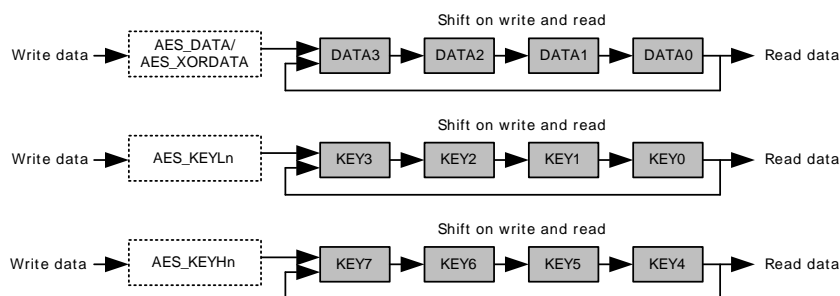 Shift on write and read
Write data AES_DATA/ AES_XORDATA DATA3 DATA2 DATA1 DATA0 Read data
Shift on write and read
Write data AES_KEYLn KEY3 KEY2 KEY1 KEY0 Read data
Shift on write and read
Write data AES_KEYHn KEY7 KEY6 KEY5 KEY4 Read data